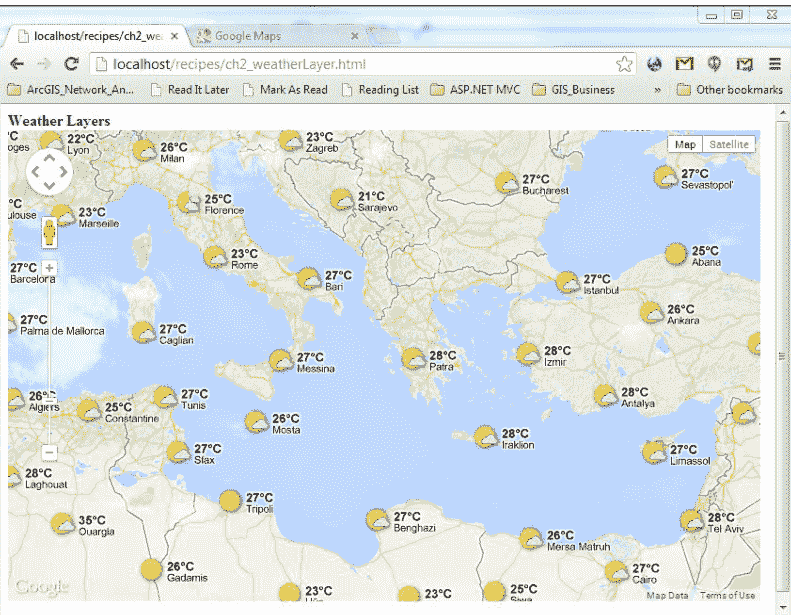 localhost/recipes/ch2_we
Google Maps
localhost/recipes/ch2_weatherLayer.html
ArcGIS_Network_An... Read It Later Mark As Read Reading List ASP.NET MVC GIS_Business » Other bookmarks
Weather Layers
Map Satellite
°C
oges
22°C
Lyon
26°C
Milan
23°C
Zagreb
27°C
Bucharest
27°C
Sevastopol'
°C
ulouse
23°C
Marseille
25°C
Florence
21°C
Sarajevo
23°C
Rome
25°C
Abana
27°C
Barcelona
27°C
Bari
27°C
Istanbul
26°C
Ankara
27°C
Palma de Mallorca
27°C
Caglian
27°C
Messina
28°C
Patra
28°C
Izmir
26°C
Algiers
25°C
Constantine
27°C
Tunis
26°C
Mosta
28°C
Antalya
28°C
Iraklion
27°C
Sfax
27°C
Limassol
28°C
Laghouat
27°C
Tripoli
35°C
Ouargla
27°C
Benghazi
28°C
Tel Aviv
26°C
Mersa Matruh
26°C
Gadamis
27°C
Cairo
23°C
23°C
25°C
Siwa
Google
Map Data Terms of Use